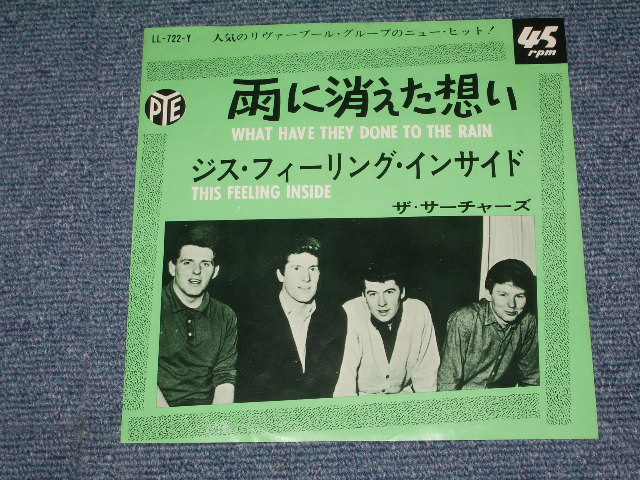 LL-722-Y 人気のリヴァープール・グループのニュー・ヒット!
45 rpm
PYE
雨に消えた想い
WHAT HAVE THEY DONE TO THE RAIN
ジス・フィーリング・インサイド
THIS FEELING INSIDE
ザ・サーチャーズ